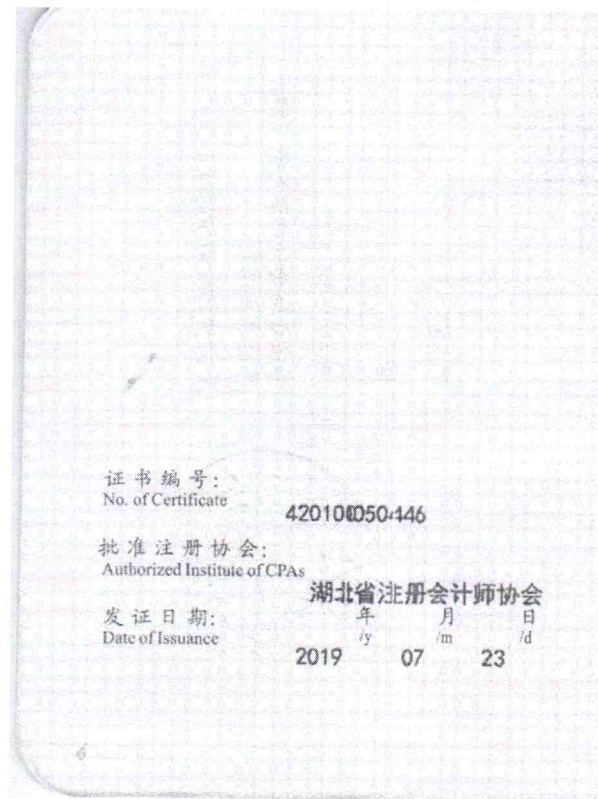 证书编号:
No. of Certificate
批准注册协会:
Authorized Institute of CPAs
湖北省注册会计师协会
发证日期:
Date of Issuance
年 月 日
/y /m /d
2019 07 23